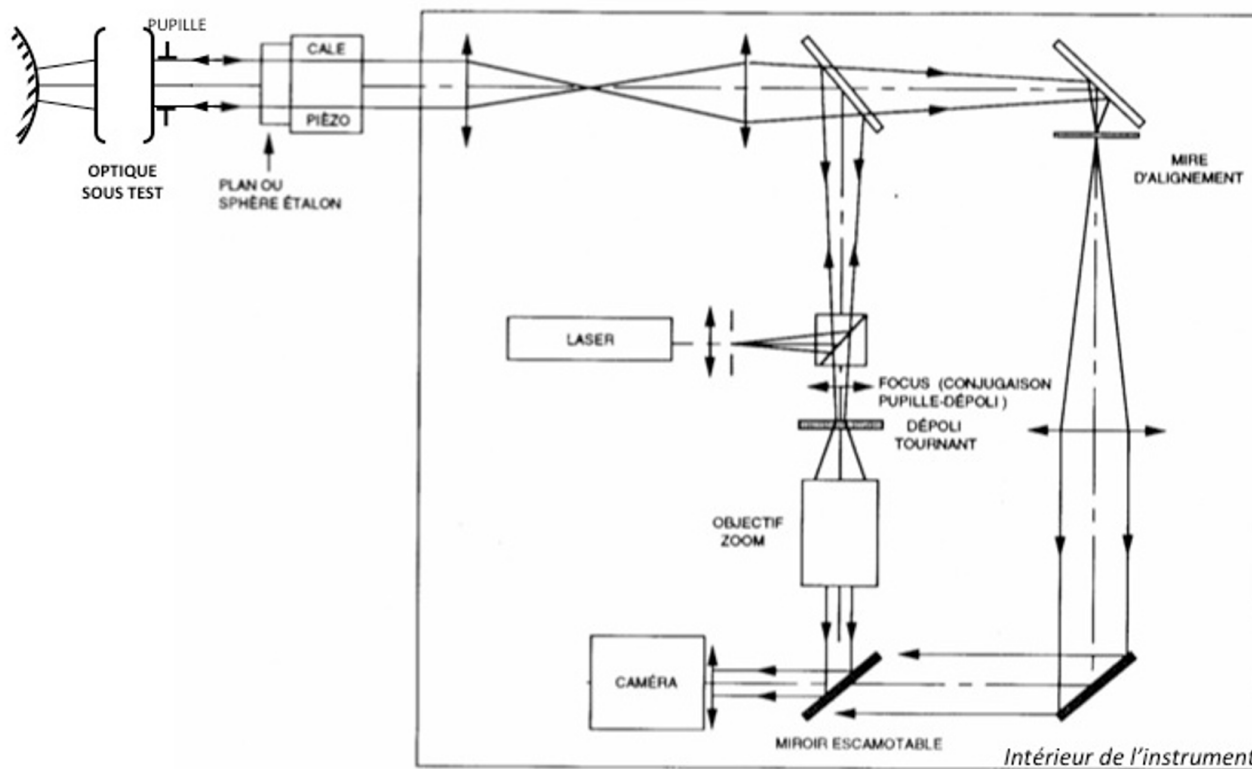 PUPILLE
CALE
PIÈZO
OPTIQUE
SOUS TEST
PLAN OU
SPHÈRE ÉTALON
MIRE
D'ALIGNEMENT
LASER
FOCUS (CONJUGAISON
PUPILLE-DÉPOLI )
DÉPOLI
TOURNANT
OBJECTIF
ZOOM
CAMÉRA
MIROIR ESCAMOTABLE
Intérieur de l'instrument